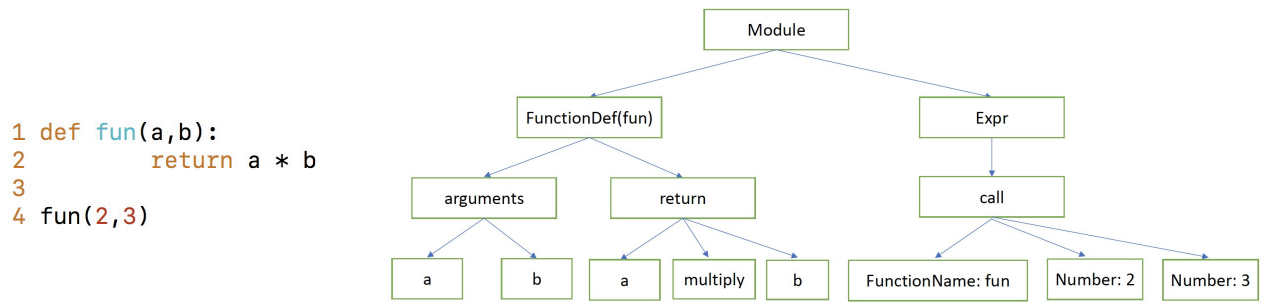 1 def fun(a,b):
2         return a * b
3
4 fun(2,3)
Module
FunctionDef(fun)
Expr
arguments
return
call
a
b
a
multiply
b
FunctionName: fun
Number: 2
Number: 3